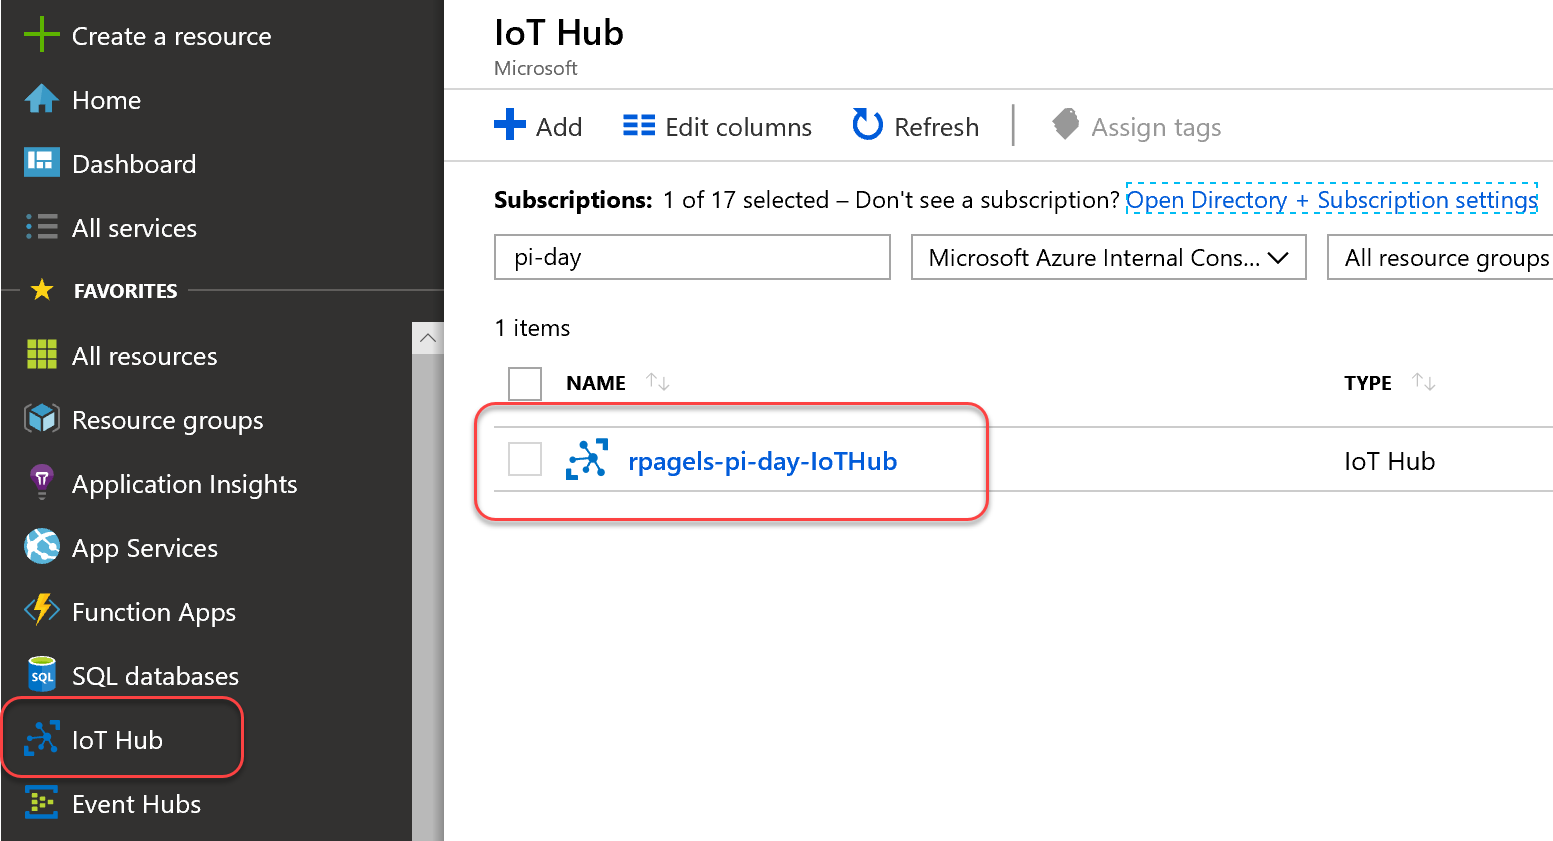 Create a resource
Home
Dashboard
All services
FAVORITES
All resources
Resource groups
Application Insights
App Services
Function Apps
SQL
SQL databases
IoT Hub
Event Hubs
IoT Hub
Microsoft
Add Edit columns Refresh Assign tags
Subscriptions: 1 of 17 selected – Don't see a subscription? Open Directory + Subscription settings
pi-day Microsoft Azure Internal Cons... All resource groups
1 items
NAME TYPE
rpagels-pi-day-IoTHub IoT Hub